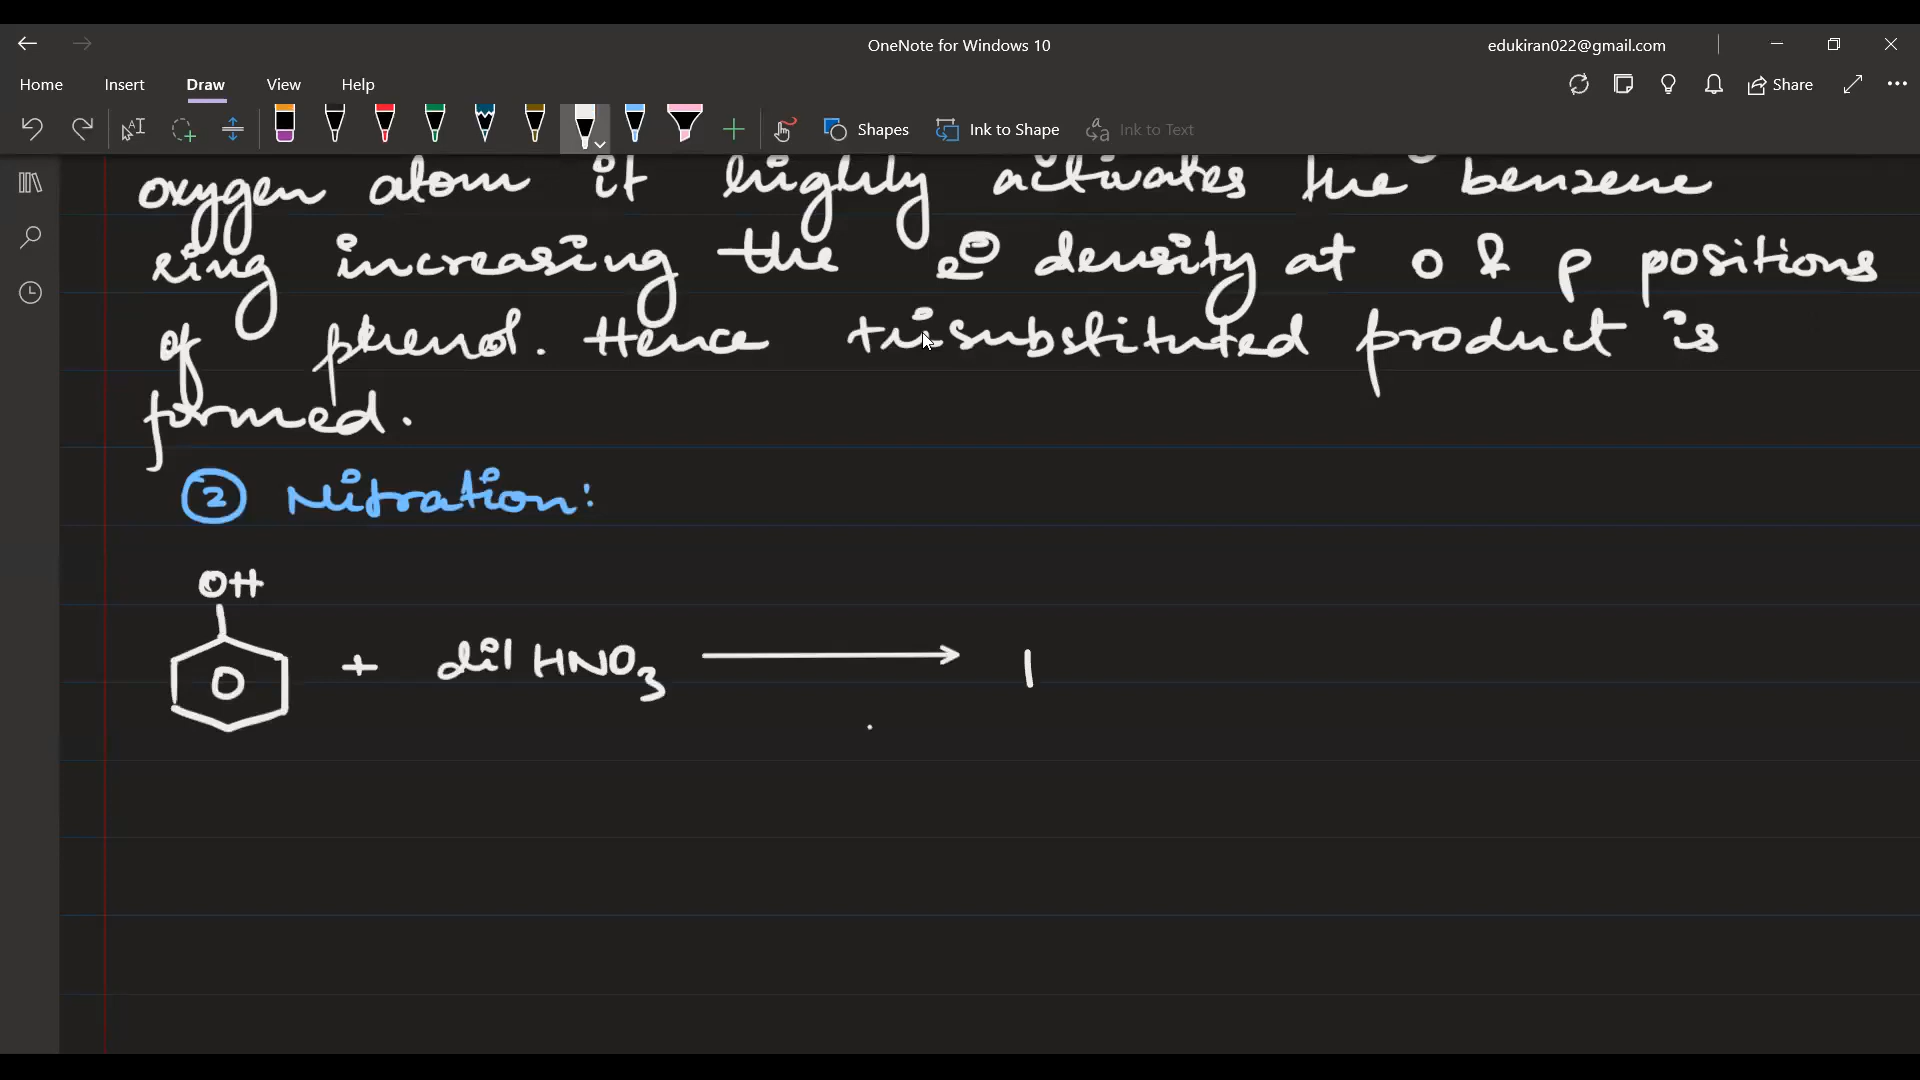 OneNote for Windows 10
edukiran022@gmail.com
Home Insert Draw View Help
Share
Shapes Ink to Shape Ink to Text
oxygen atom it highly activates the benzene
ring increasing the e⊖ density at o & p positions
of phenol. Hence trisubstituted product is
formed.
② Nitration:
OH
+ dil HNO₃ ⟶